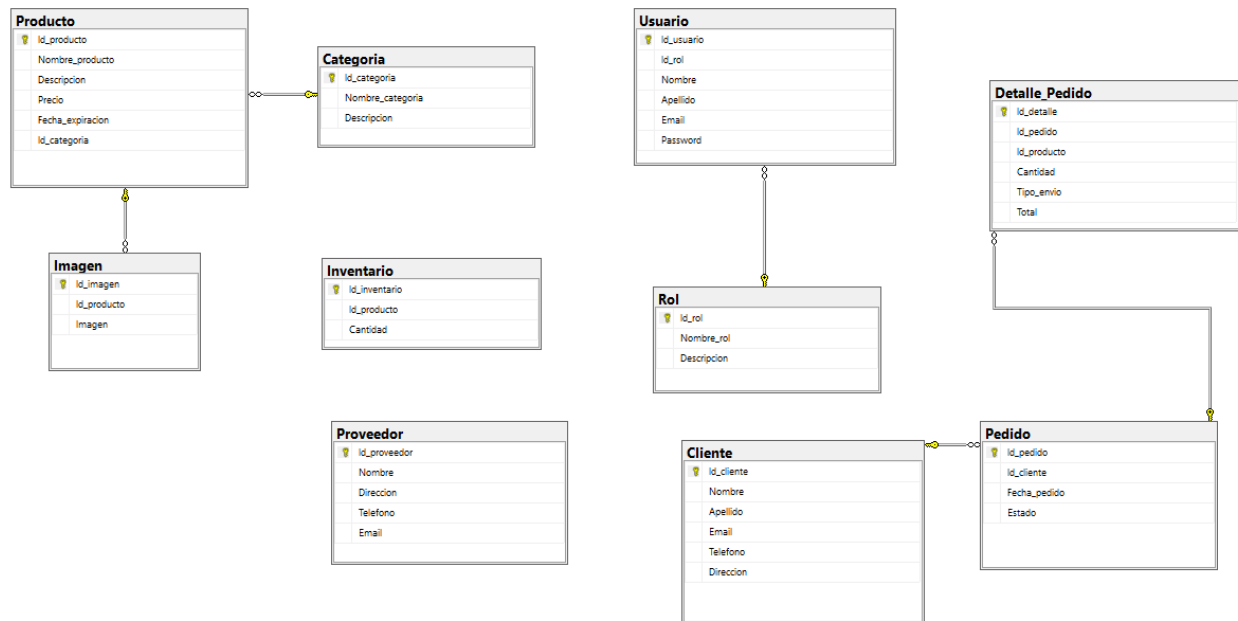 Producto
Id_producto
Nombre_producto
Descripcion
Precio
Fecha_expiracion
Id_categoria
Categoria
Id_categoria
Nombre_categoria
Descripcion
Imagen
Id_imagen
Id_producto
Imagen
Inventario
Id_inventario
Id_producto
Cantidad
Proveedor
Id_proveedor
Nombre
Direccion
Telefono
Email
Usuario
Id_usuario
Id_rol
Nombre
Apellido
Email
Password
Rol
Id_rol
Nombre_rol
Descripcion
Cliente
Id_cliente
Nombre
Apellido
Email
Telefono
Direccion
Detalle_Pedido
Id_detalle
Id_pedido
Id_producto
Cantidad
Tipo_envio
Total
Pedido
Id_pedido
Id_cliente
Fecha_pedido
Estado